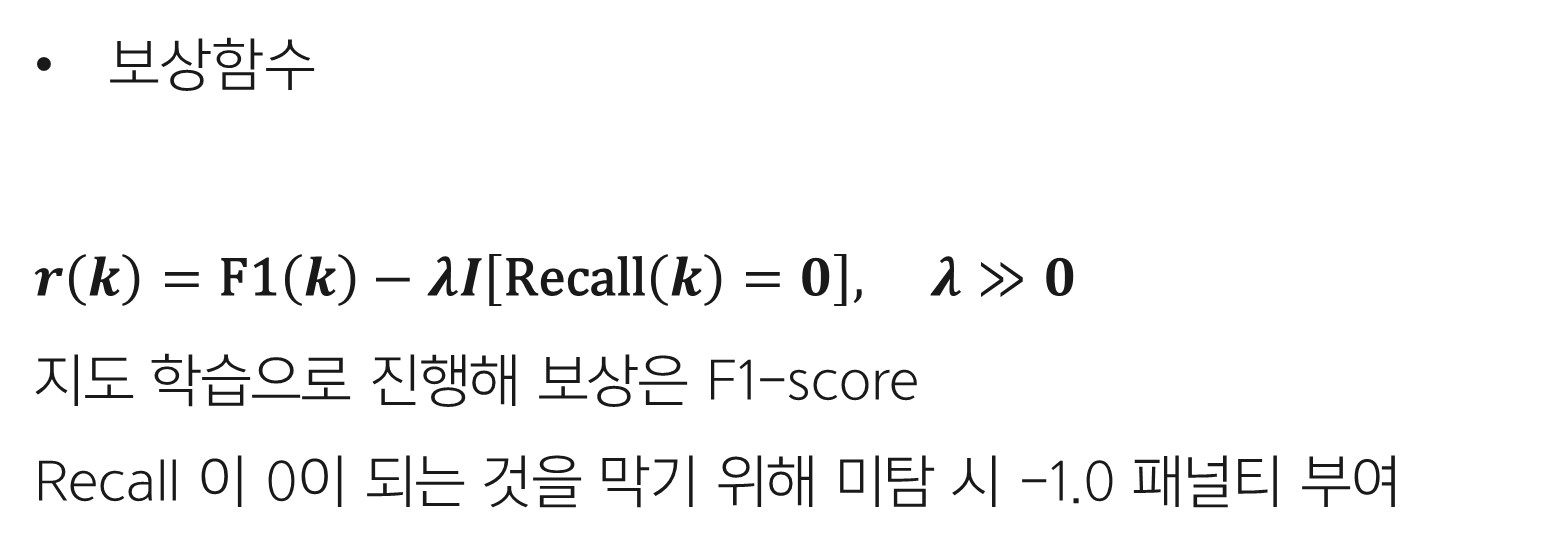 • 보상함수
r(k) = F1(k) − λI[Recall(k) = 0], λ ≫ 0
지도 학습으로 진행해 보상은 F1-score
Recall 이 0이 되는 것을 막기 위해 미탐 시 -1.0 패널티 부여